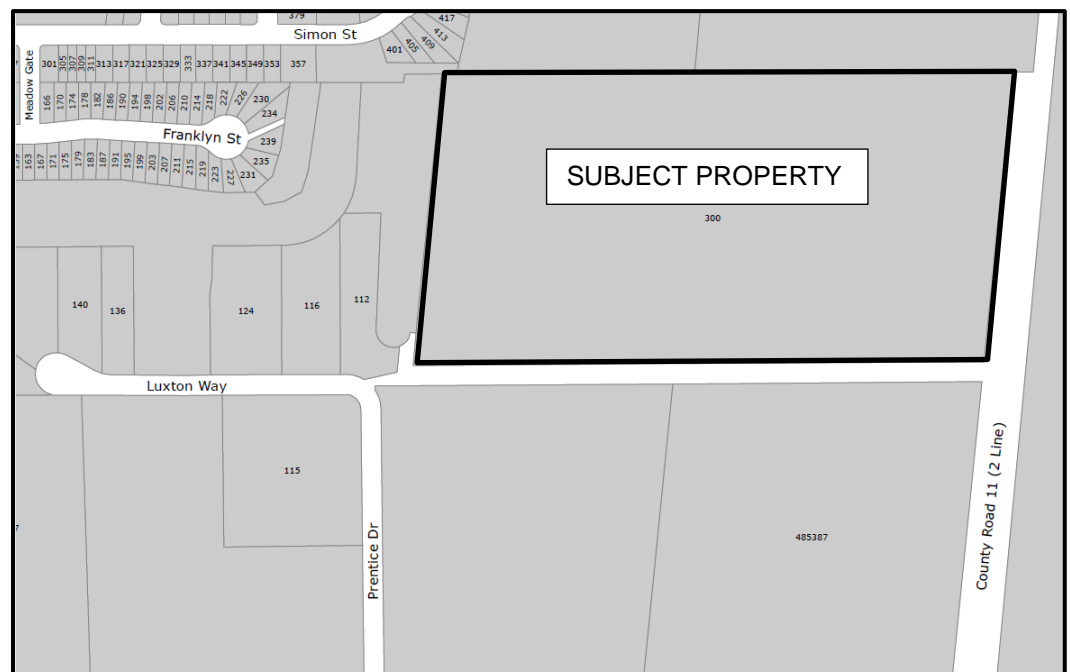 379
417
Simon St
413
409
405
401
Meadow Gate
301 305 307 309 311 313 317 321 325 329 333 337 341 345 349 353 357
166 170 174 178 182 186 190 194 198 202 206 210 214 218 222 226 230
234
Franklyn St
239
163 167 171 175 179 183 187 191 195 199 203 207 211 215 219 223 227 231 235
SUBJECT PROPERTY
300
140 136 124 116 112
Luxton Way
115
Prentice Dr
485387
County Road 11 (2 Line)